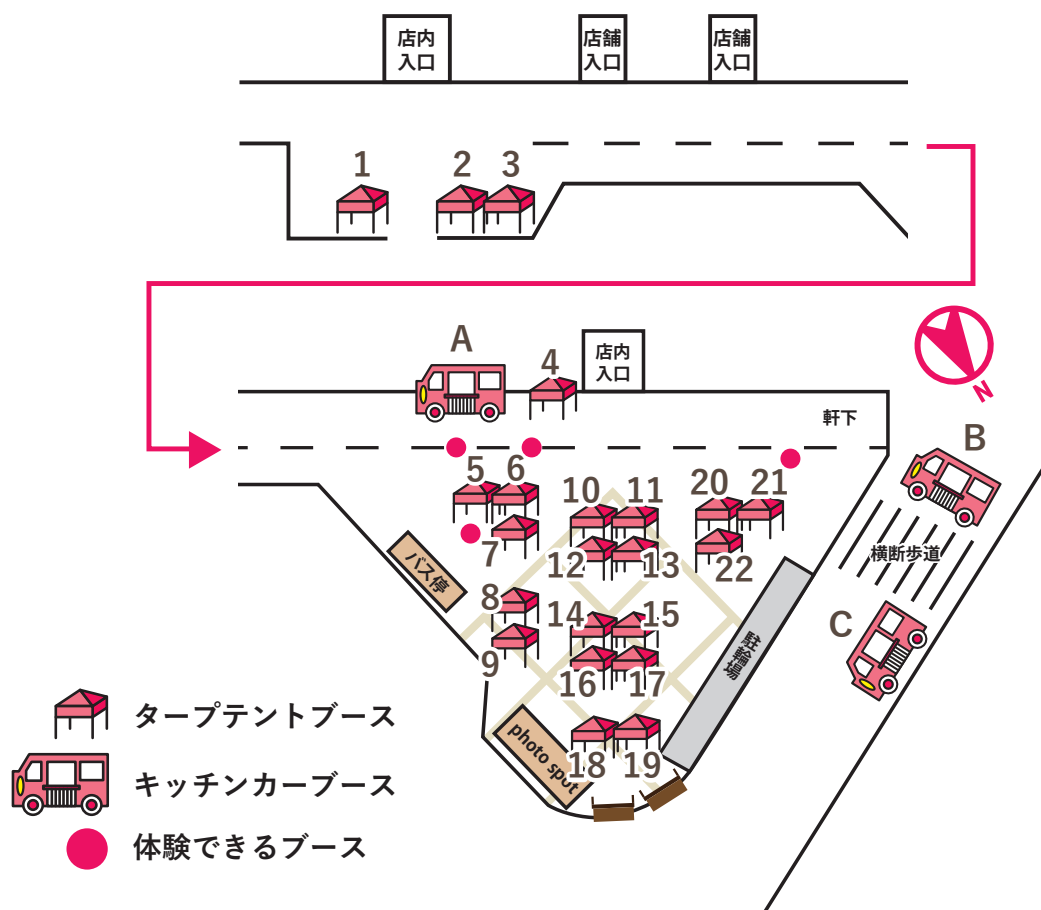 店内
入口
店舗
入口
店舗
入口
1
2
3
A
4
店内
入口
軒下
N
B
5
6
10
11
20
21
横断歩道
7
12
13
22
バス停
8
14
15
C
9
16
17
駐輪場
photo spot
18
19
タープテントブース
キッチンカーブース
体験できるブース